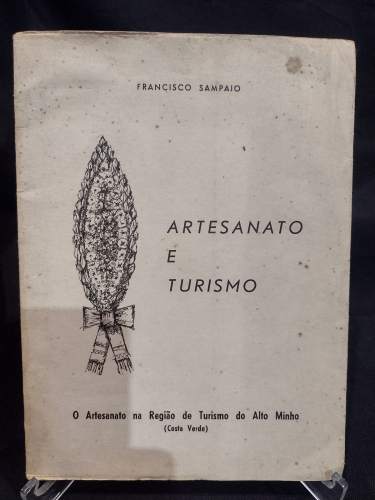 FRANCISCO SAMPAIO
ARTESANATO
E
TURISMO
O Artesanato na Região de Turismo do Alto Minho
(Costa Verde)